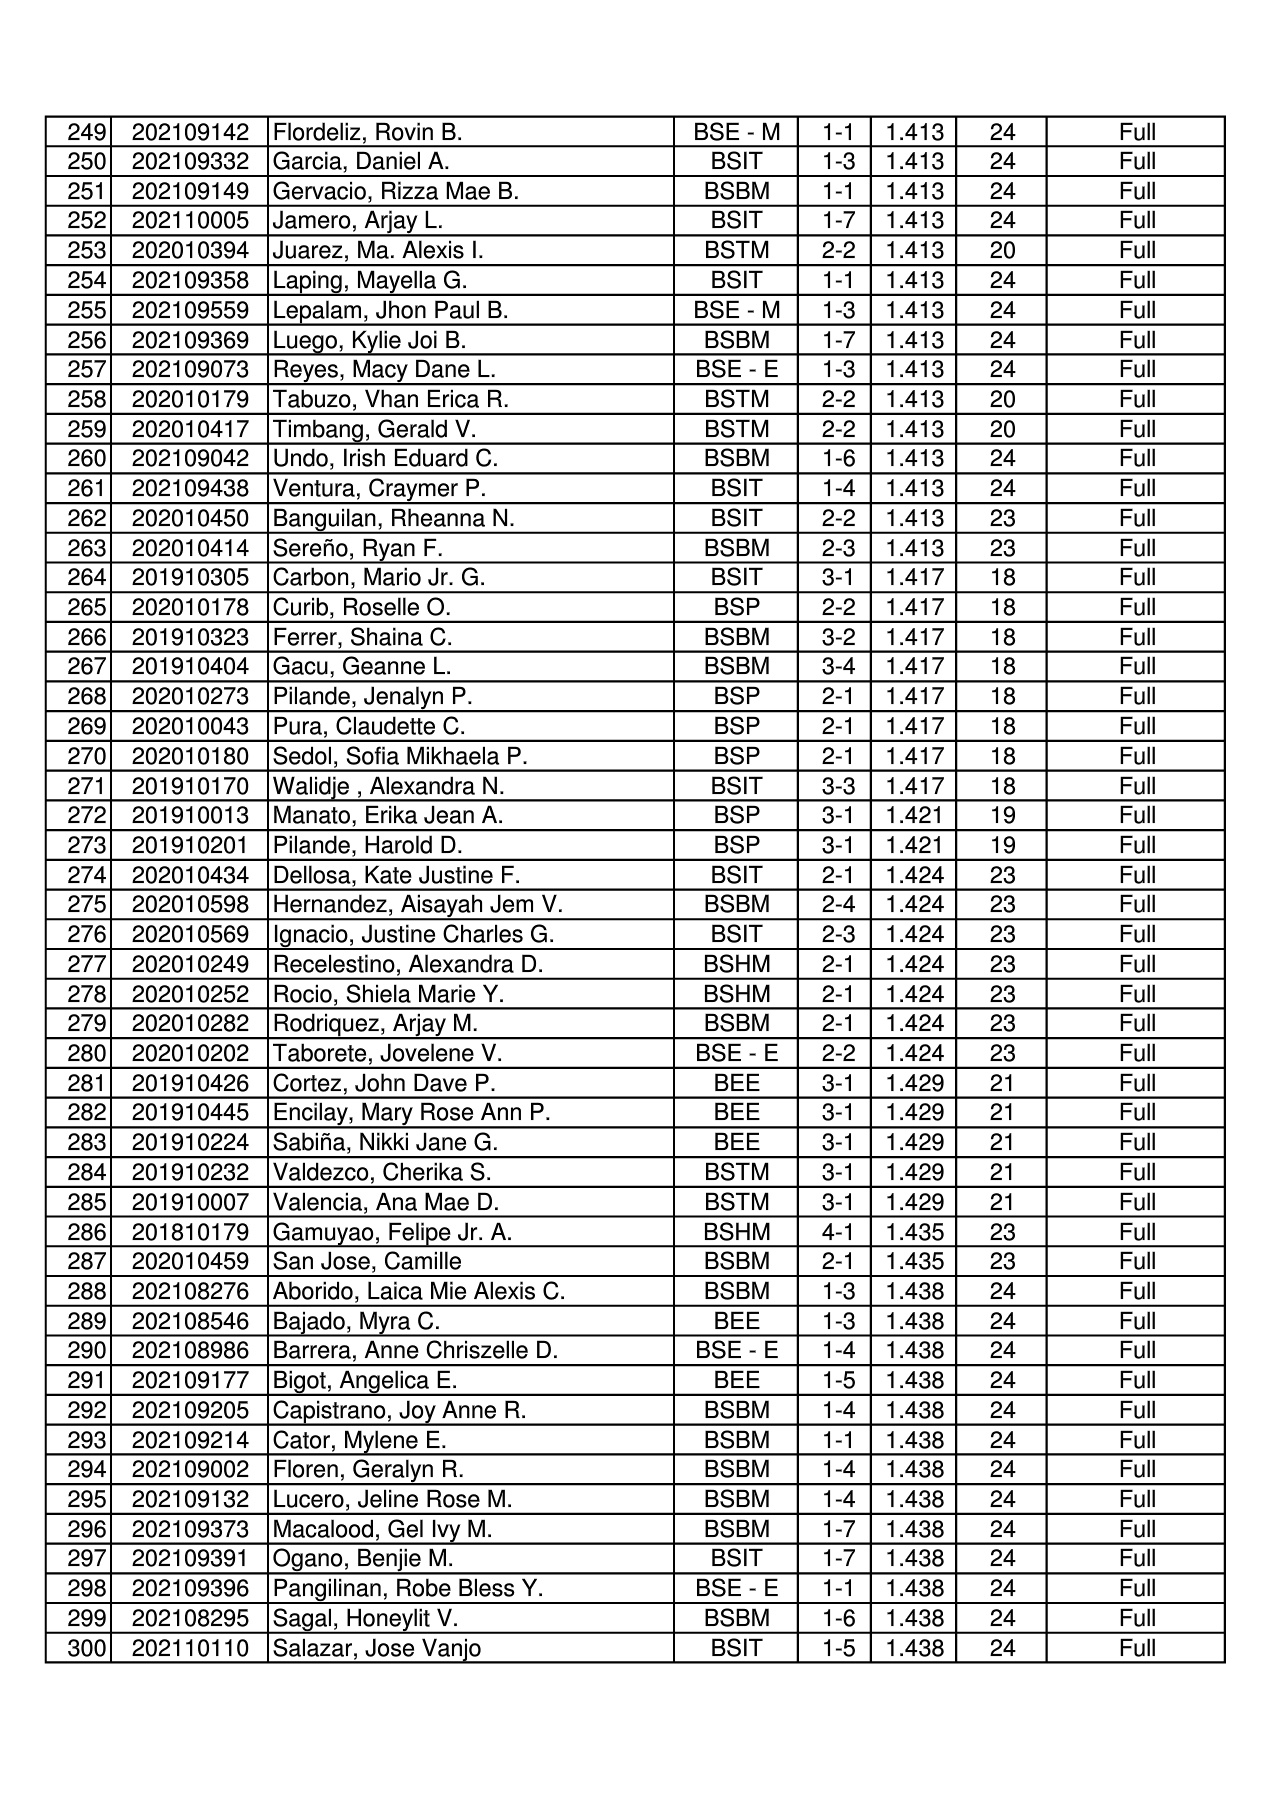 249 202109142 Flordeliz, Rovin B. BSE - M 1-1 1.413 24 Full
250 202109332 Garcia, Daniel A. BSIT 1-3 1.413 24 Full
251 202109149 Gervacio, Rizza Mae B. BSBM 1-1 1.413 24 Full
252 202110005 Jamero, Arjay L. BSIT 1-7 1.413 24 Full
253 202010394 Juarez, Ma. Alexis I. BSTM 2-2 1.413 20 Full
254 202109358 Laping, Mayella G. BSIT 1-1 1.413 24 Full
255 202109559 Lepalam, Jhon Paul B. BSE - M 1-3 1.413 24 Full
256 202109369 Luego, Kylie Joi B. BSBM 1-7 1.413 24 Full
257 202109073 Reyes, Macy Dane L. BSE - E 1-3 1.413 24 Full
258 202010179 Tabuzo, Vhan Erica R. BSTM 2-2 1.413 20 Full
259 202010417 Timbang, Gerald V. BSTM 2-2 1.413 20 Full
260 202109042 Undo, Irish Eduard C. BSBM 1-6 1.413 24 Full
261 202109438 Ventura, Craymer P. BSIT 1-4 1.413 24 Full
262 202010450 Banguilan, Rheanna N. BSIT 2-2 1.413 23 Full
263 202010414 Sereño, Ryan F. BSBM 2-3 1.413 23 Full
264 201910305 Carbon, Mario Jr. G. BSIT 3-1 1.417 18 Full
265 202010178 Curib, Roselle O. BSP 2-2 1.417 18 Full
266 201910323 Ferrer, Shaina C. BSBM 3-2 1.417 18 Full
267 201910404 Gacu, Geanne L. BSBM 3-4 1.417 18 Full
268 202010273 Pilande, Jenalyn P. BSP 2-1 1.417 18 Full
269 202010043 Pura, Claudette C. BSP 2-1 1.417 18 Full
270 202010180 Sedol, Sofia Mikhaela P. BSP 2-1 1.417 18 Full
271 201910170 Walidje , Alexandra N. BSIT 3-3 1.417 18 Full
272 201910013 Manato, Erika Jean A. BSP 3-1 1.421 19 Full
273 201910201 Pilande, Harold D. BSP 3-1 1.421 19 Full
274 202010434 Dellosa, Kate Justine F. BSIT 2-1 1.424 23 Full
275 202010598 Hernandez, Aisayah Jem V. BSBM 2-4 1.424 23 Full
276 202010569 Ignacio, Justine Charles G. BSIT 2-3 1.424 23 Full
277 202010249 Recelestino, Alexandra D. BSHM 2-1 1.424 23 Full
278 202010252 Rocio, Shiela Marie Y. BSHM 2-1 1.424 23 Full
279 202010282 Rodriquez, Arjay M. BSBM 2-1 1.424 23 Full
280 202010202 Taborete, Jovelene V. BSE - E 2-2 1.424 23 Full
281 201910426 Cortez, John Dave P. BEE 3-1 1.429 21 Full
282 201910445 Encilay, Mary Rose Ann P. BEE 3-1 1.429 21 Full
283 201910224 Sabiña, Nikki Jane G. BEE 3-1 1.429 21 Full
284 201910232 Valdezco, Cherika S. BSTM 3-1 1.429 21 Full
285 201910007 Valencia, Ana Mae D. BSTM 3-1 1.429 21 Full
286 201810179 Gamuyao, Felipe Jr. A. BSHM 4-1 1.435 23 Full
287 202010459 San Jose, Camille BSBM 2-1 1.435 23 Full
288 202108276 Aborido, Laica Mie Alexis C. BSBM 1-3 1.438 24 Full
289 202108546 Bajado, Myra C. BEE 1-3 1.438 24 Full
290 202108986 Barrera, Anne Chriszelle D. BSE - E 1-4 1.438 24 Full
291 202109177 Bigot, Angelica E. BEE 1-5 1.438 24 Full
292 202109205 Capistrano, Joy Anne R. BSBM 1-4 1.438 24 Full
293 202109214 Cator, Mylene E. BSBM 1-1 1.438 24 Full
294 202109002 Floren, Geralyn R. BSBM 1-4 1.438 24 Full
295 202109132 Lucero, Jeline Rose M. BSBM 1-4 1.438 24 Full
296 202109373 Macalood, Gel Ivy M. BSBM 1-7 1.438 24 Full
297 202109391 Ogano, Benjie M. BSIT 1-7 1.438 24 Full
298 202109396 Pangilinan, Robe Bless Y. BSE - E 1-1 1.438 24 Full
299 202108295 Sagal, Honeylit V. BSBM 1-6 1.438 24 Full
300 202110110 Salazar, Jose Vanjo BSIT 1-5 1.438 24 Full